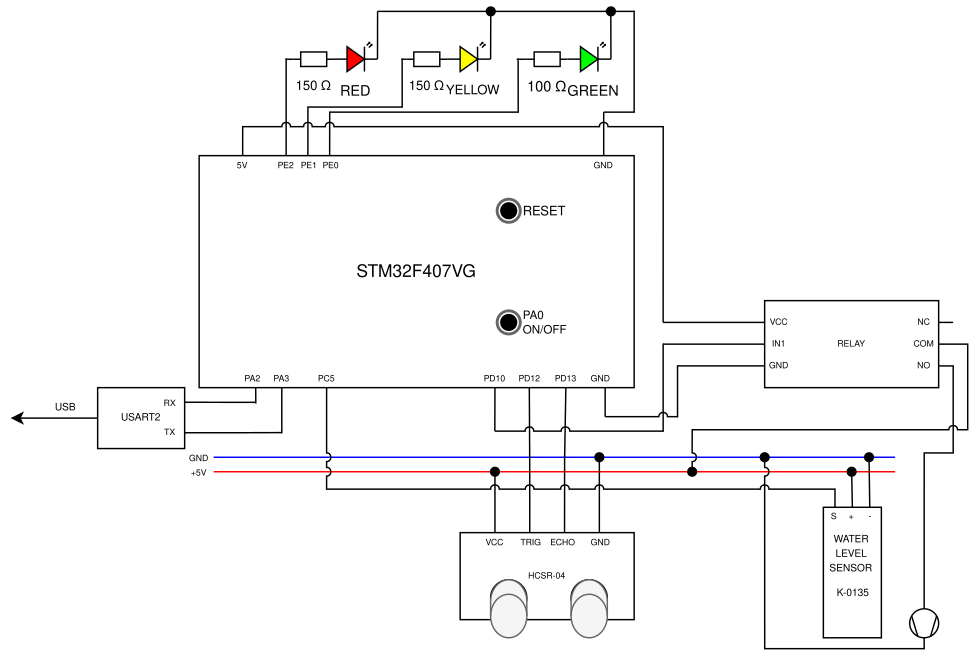 150 Ω RED
150 Ω YELLOW
100 Ω GREEN
5V PE2 PE1 PE0 GND
RESET
STM32F407VG
PA0
ON/OFF
VCC NC
IN1 RELAY COM
GND NO
PA2 PA3 PC5 PD10 PD12 PD13 GND
USB
RX
USART2
TX
GND
+5V
S + -
WATER
LEVEL
SENSOR
K-0135
VCC TRIG ECHO GND
HCSR-04